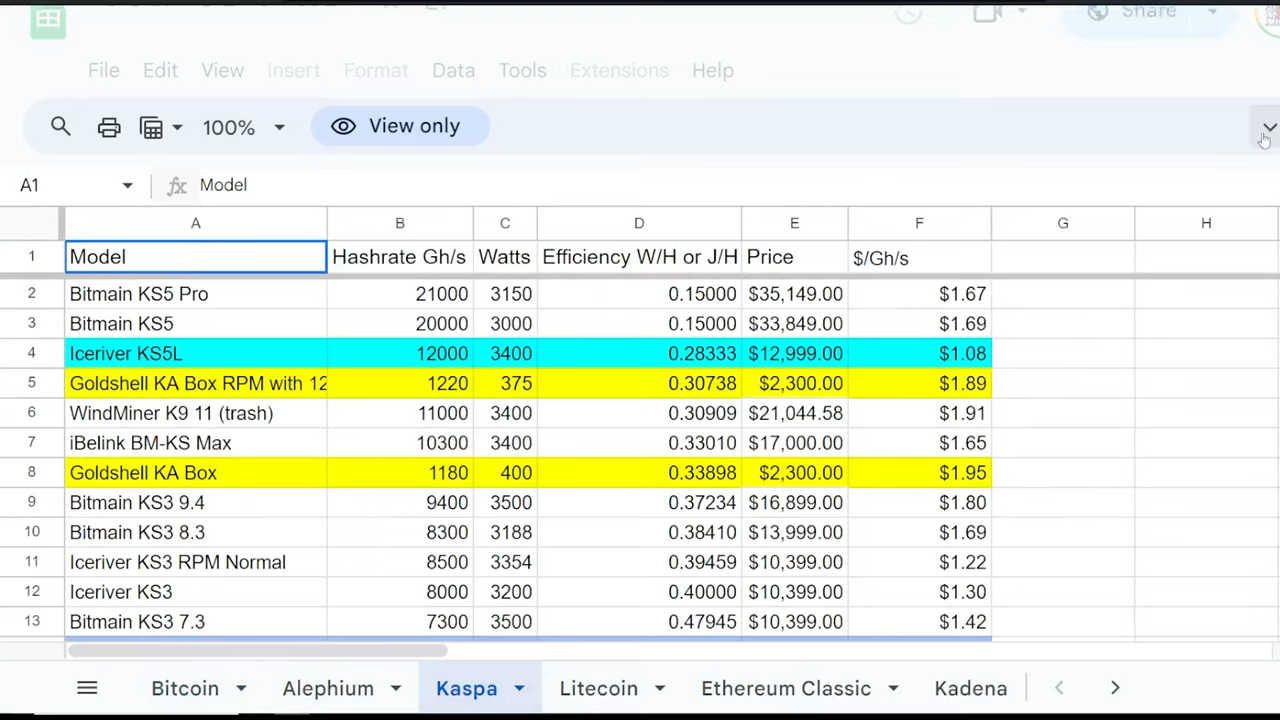 Share
File Edit View Insert Format Data Tools Extensions Help
100% View only
A1 fx Model
A B C D E F G H
1 Model Hashrate Gh/s Watts Efficiency W/H or J/H Price $/Gh/s
2 Bitmain KS5 Pro 21000 3150 0.15000 $35,149.00 $1.67
3 Bitmain KS5 20000 3000 0.15000 $33,849.00 $1.69
4 Iceriver KS5L 12000 3400 0.28333 $12,999.00 $1.08
5 Goldshell KA Box RPM with 12 1220 375 0.30738 $2,300.00 $1.89
6 WindMiner K9 11 (trash) 11000 3400 0.30909 $21,044.58 $1.91
7 iBelink BM-KS Max 10300 3400 0.33010 $17,000.00 $1.65
8 Goldshell KA Box 1180 400 0.33898 $2,300.00 $1.95
9 Bitmain KS3 9.4 9400 3500 0.37234 $16,899.00 $1.80
10 Bitmain KS3 8.3 8300 3188 0.38410 $13,999.00 $1.69
11 Iceriver KS3 RPM Normal 8500 3354 0.39459 $10,399.00 $1.22
12 Iceriver KS3 8000 3200 0.40000 $10,399.00 $1.30
13 Bitmain KS3 7.3 7300 3500 0.47945 $10,399.00 $1.42
Bitcoin Alephium Kaspa Litecoin Ethereum Classic Kadena